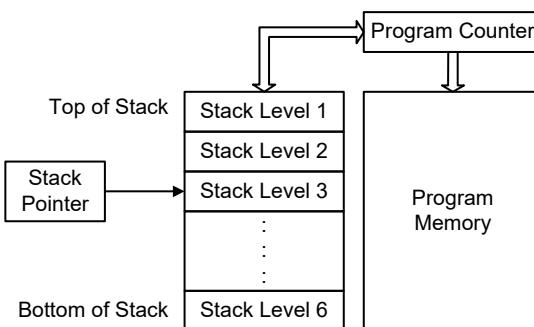 Program Counter
Top of Stack
Stack Level 1
Stack Level 2
Stack
Pointer
Stack Level 3
:
:
:
Program
Memory
Bottom of Stack
Stack Level 6